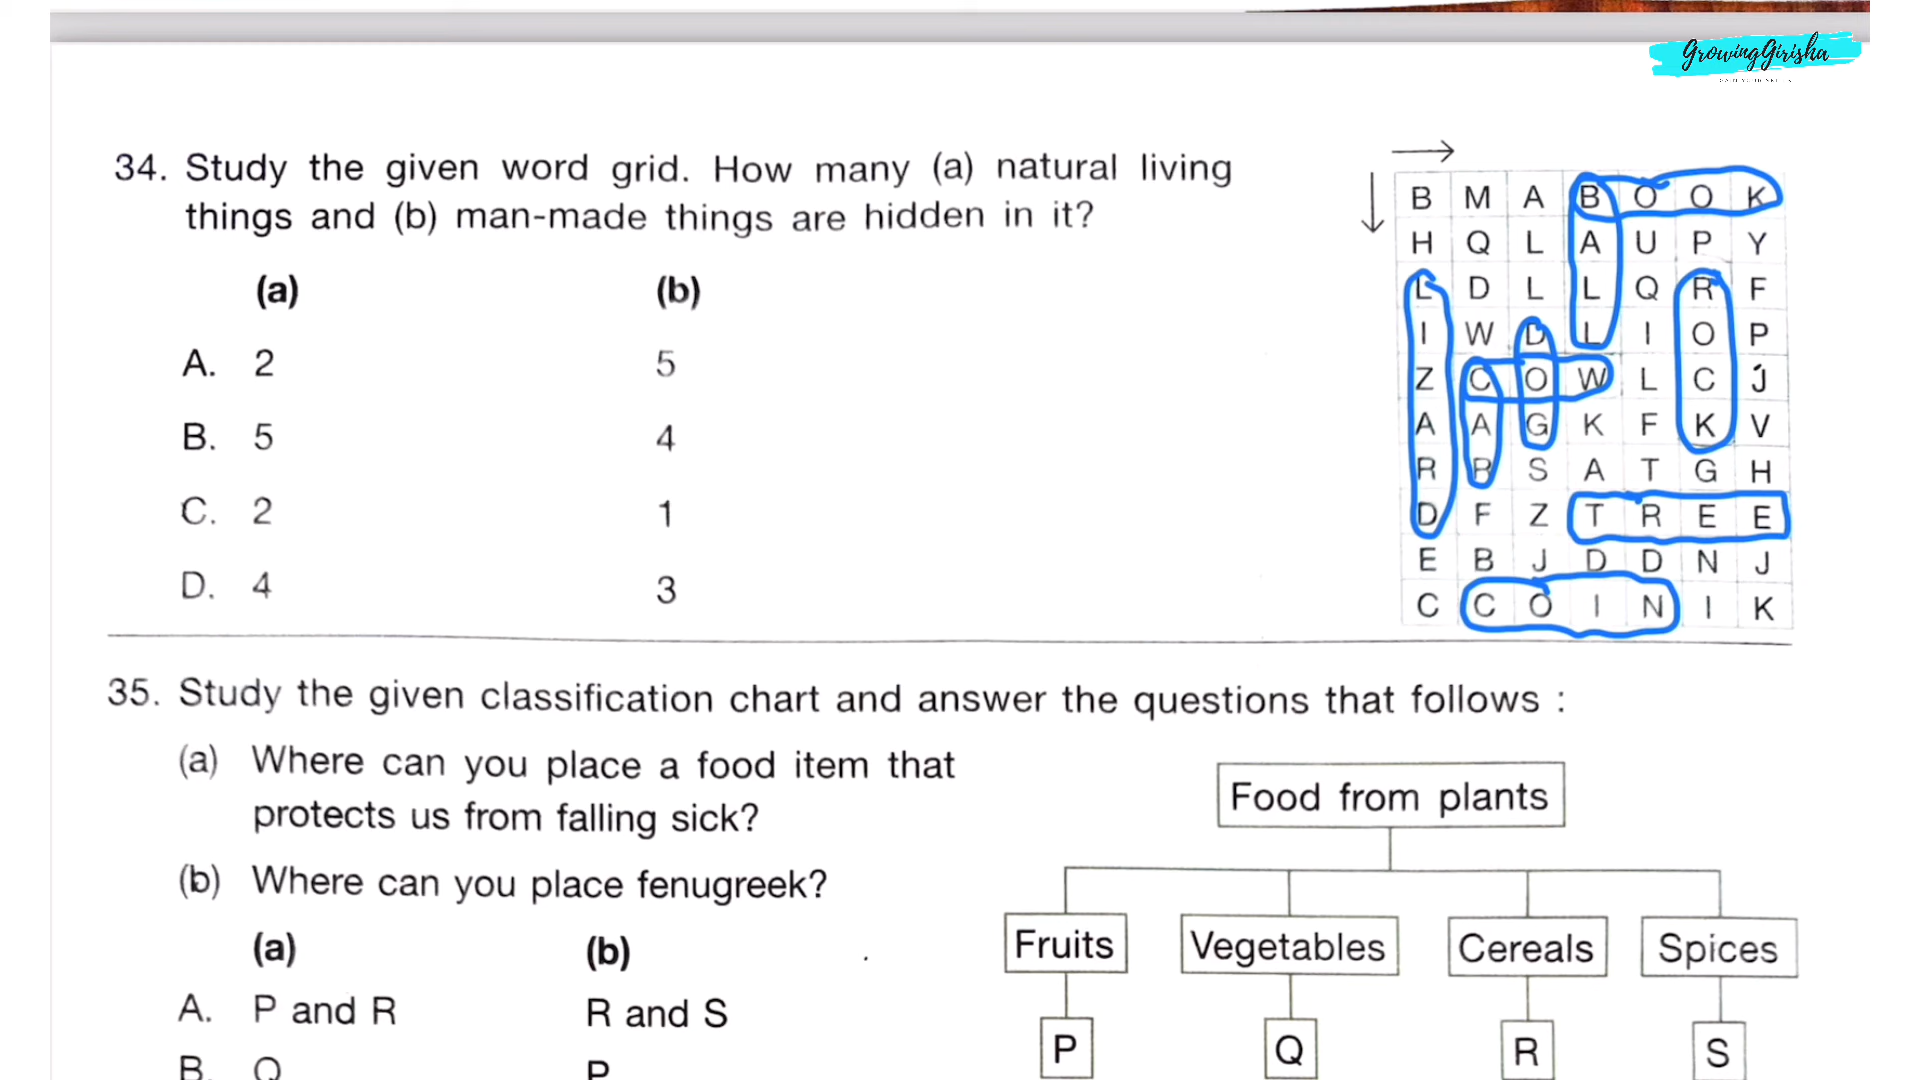 GrowingGirisha
34. Study the given word grid. How many (a) natural living
things and (b) man-made things are hidden in it?
(a) (b)
A. 2 5
B. 5 4
C. 2 1
D. 4 3
B M A B O O K
H Q L A U P Y
L D L L Q R F
I W D L I O P
Z C O W L C J
A A G K F K V
R B S A T G H
D F Z T R E E
E B J D D N J
C C O I N I K
35. Study the given classification chart and answer the questions that follows :
(a) Where can you place a food item that
protects us from falling sick?
(b) Where can you place fenugreek?
(a) (b)
A. P and R R and S
B. Q P
Food from plants
Fruits Vegetables Cereals Spices
P Q R S